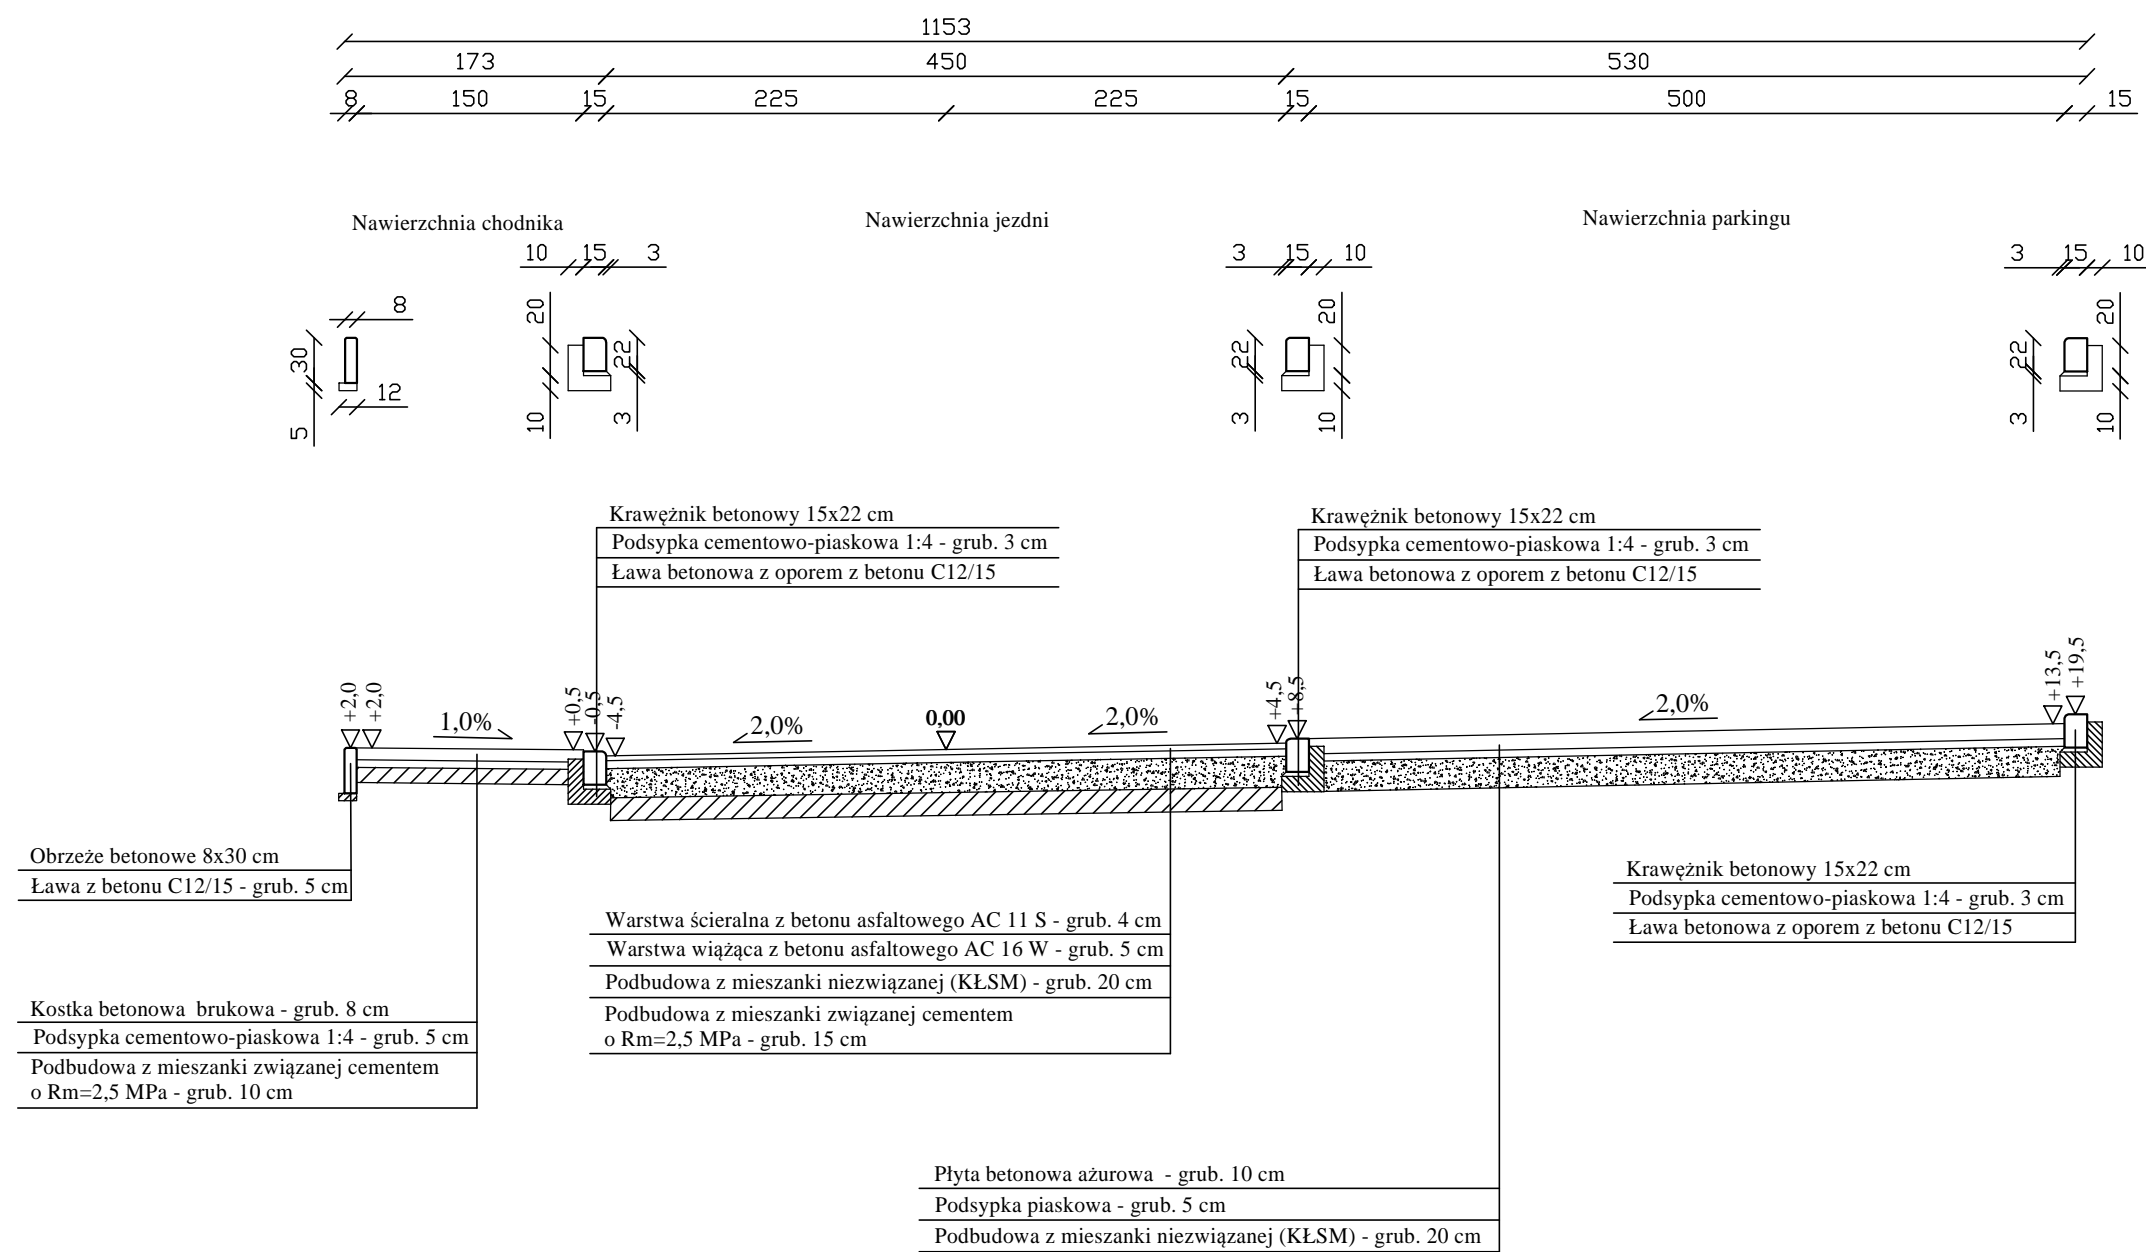 1153
173 450 530
8 150 15 225 225 15 500 15
Nawierzchnia chodnika
Nawierzchnia jezdni
Nawierzchnia parkingu
10 15 3
3 15 10
3 15 10
8
30
12
5
20
22
10
3
22
20
3
10
22
20
3
10
Krawężnik betonowy 15x22 cm
Podsypka cementowo-piaskowa 1:4 - grub. 3 cm
Ława betonowa z oporem z betonu C12/15
Krawężnik betonowy 15x22 cm
Podsypka cementowo-piaskowa 1:4 - grub. 3 cm
Ława betonowa z oporem z betonu C12/15
+2,0
+2,0
1,0%
+0,5
-0,5
-4,5
2,0%
0,00
2,0%
+4,5
+8,5
2,0%
+13,5
+19,5
Obrzeże betonowe 8x30 cm
Ława z betonu C12/15 - grub. 5 cm
Krawężnik betonowy 15x22 cm
Podsypka cementowo-piaskowa 1:4 - grub. 3 cm
Ława betonowa z oporem z betonu C12/15
Warstwa ścieralna z betonu asfaltowego AC 11 S - grub. 4 cm
Warstwa wiążąca z betonu asfaltowego AC 16 W - grub. 5 cm
Podbudowa z mieszanki niezwiązanej (KŁSM) - grub. 20 cm
Podbudowa z mieszanki związanej cementem
o Rm=2,5 MPa - grub. 15 cm
Kostka betonowa brukowa - grub. 8 cm
Podsypka cementowo-piaskowa 1:4 - grub. 5 cm
Podbudowa z mieszanki związanej cementem
o Rm=2,5 MPa - grub. 10 cm
Płyta betonowa ażurowa - grub. 10 cm
Podsypka piaskowa - grub. 5 cm
Podbudowa z mieszanki niezwiązanej (KŁSM) - grub. 20 cm